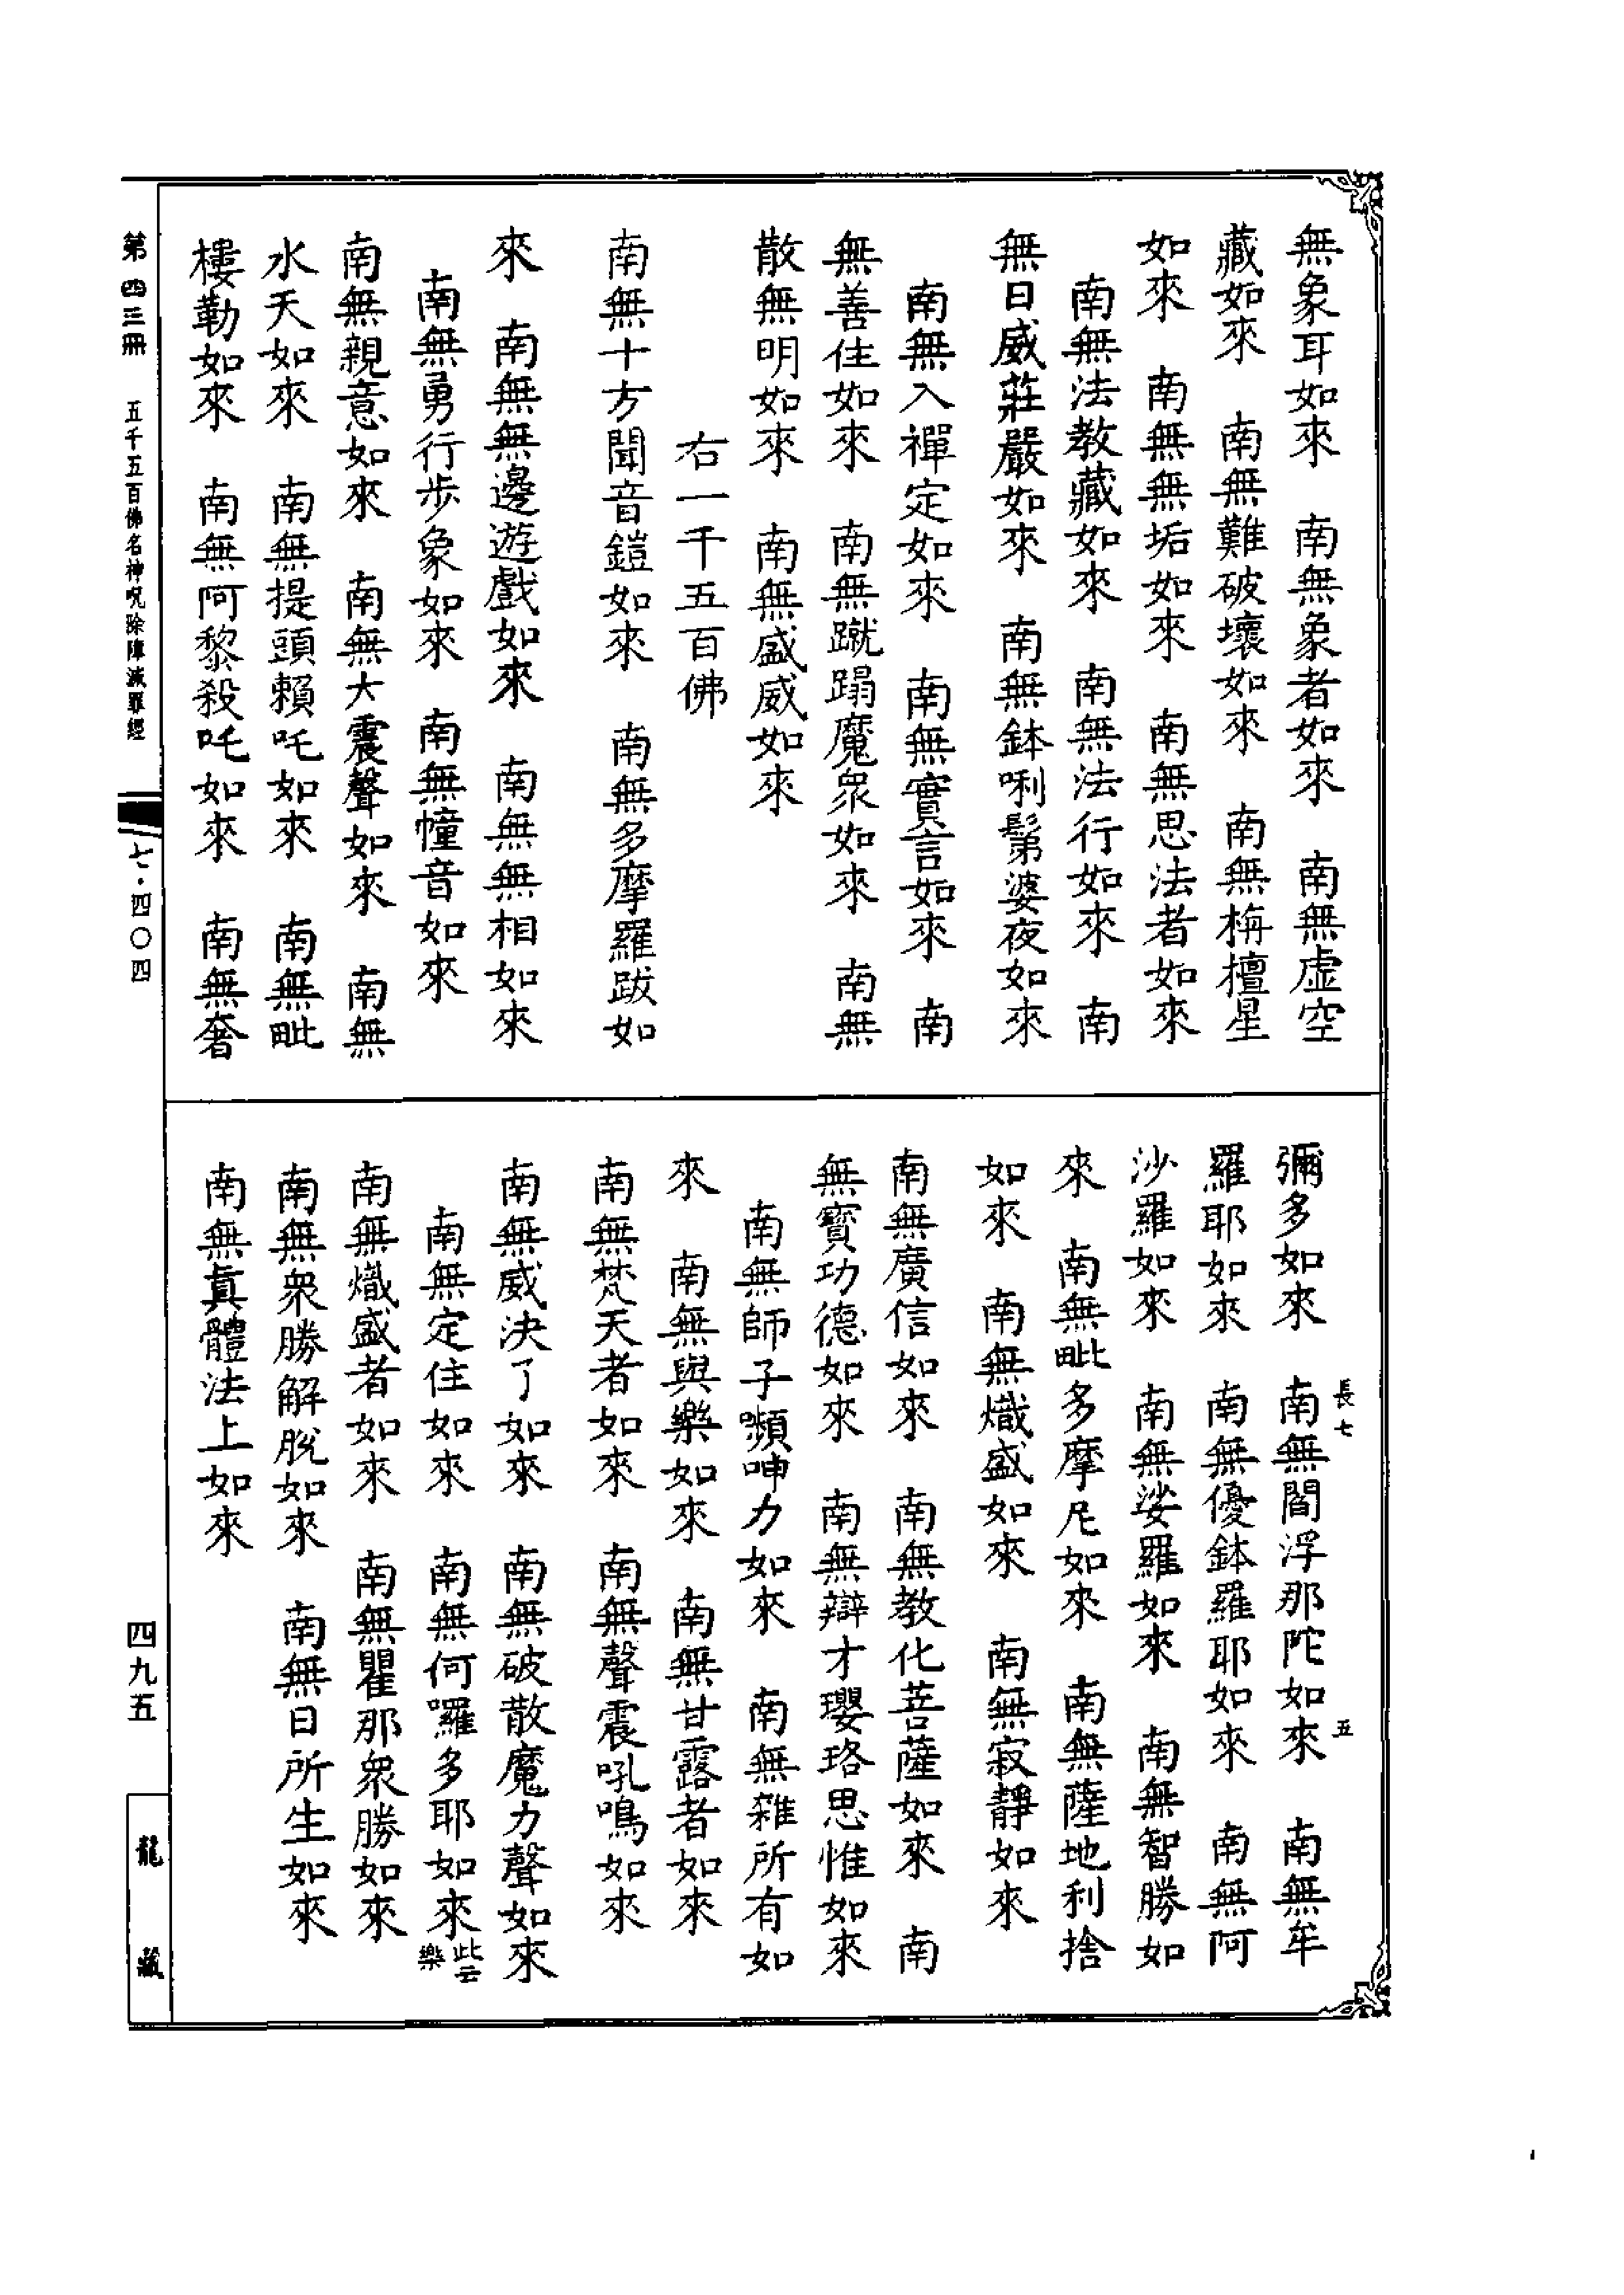 無象耳如來　南無象者如來　南無虛空
藏如來　南無難破壞如來　南無栴檀星
如來　南無無垢如來　南無思法者如來
南無法教藏如來　南無法行如來　南
無日威莊嚴如來　南無鉢唎髴婆夜如來
南無入禪定如來　南無實言如來　南
無善住如來　南無蹴蹋魔眾如來　南無
散無明如來　南無盛威如來
右一千五百佛
南無十方聞音鎧如來　南無多摩羅跋如
來　南無無邊遊戲如來　南無無相如來
南無勇行步象如來　南無幢音如來
南無親意如來　南無大震聲如來　南無
水天如來　南無提頭賴吒如來　南無毗
樓勒如來　南無阿黎殺吒如來　南無奢
彌多如來　南無閻浮那陀如來　南無牟
羅耶如來　南無優鉢羅耶如來　南無阿
沙羅如來　南無娑羅如來　南無智勝如
來　南無毗多摩尼如來　南無薩地利捨
如來　南無熾盛如來　南無寂靜如來
南無廣信如來　南無教化菩薩如來　南
無寶功德如來　南無辯才瓔珞思惟如來
南無師子嚬呻力如來　南無雜所有如
來　南無與樂如來　南無甘露者如來
南無梵天者如來　南無聲震吼鳴如來
南無威決了如來　南無破散魔力聲如來
南無定住如來　南無何囉多耶如來此云樂
南無熾盛者如來　南無瞿那眾勝如來
南無眾勝解脫如來　南無日所生如來
南無眞體法上如來
長七
五
第四三冊　五千五百佛名神呪除障滅罪經
七·四〇四
四九五
龍藏